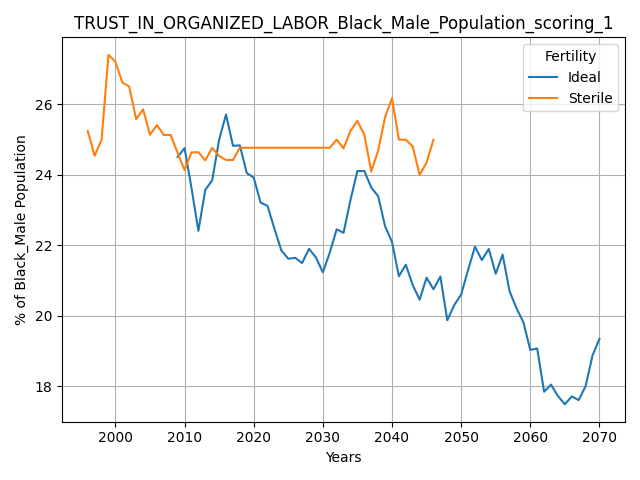 TRUST_IN_ORGANIZED_LABOR_Black_Male_Population_scoring_1
Fertility
Ideal
Sterile
% of Black_Male Population
26
24
22
20
18
2000 2010 2020 2030 2040 2050 2060 2070
Years